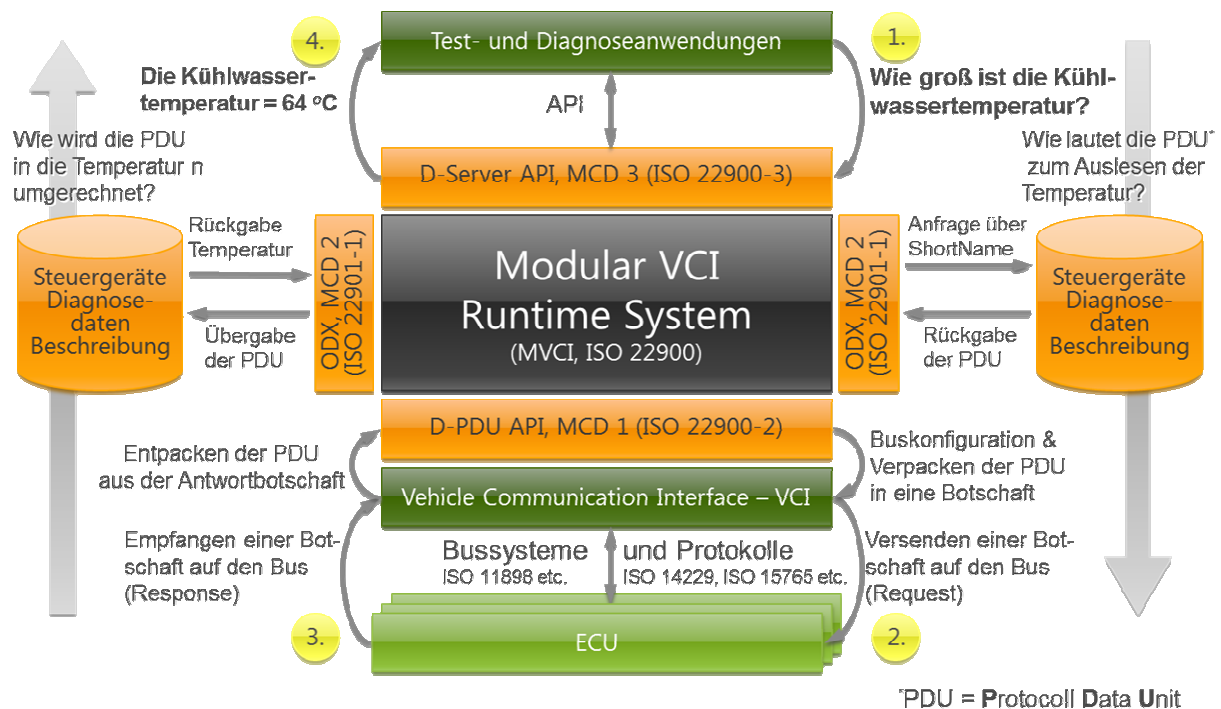 4.
Test- und Diagnoseanwendungen
1.
Die Kühlwasser-
temperatur = 64 °C
API
Wie groß ist die Kühl-
wassertemperatur?
Wie wird die PDU
in die Temperatur n
umgerechnet?
D-Server API, MCD 3 (ISO 22900-3)
Wie lautet die PDU*
zum Auslesen der
Temperatur?
Steuergeräte
Diagnose-
daten
Beschreibung
Rückgabe
Temperatur
Übergabe
der PDU
ODX, MCD 2
(ISO 22901-1)
Modular VCI
Runtime System
(MVCI, ISO 22900)
ODX, MCD 2
(ISO 22901-1)
Anfrage über
ShortName
Rückgabe
der PDU
Steuergeräte
Diagnose-
daten
Beschreibung
D-PDU API, MCD 1 (ISO 22900-2)
Entpacken der PDU
aus der Antwortbotschaft
Buskonfiguration &
Verpacken der PDU
in eine Botschaft
Vehicle Communication Interface – VCI
Empfangen einer Bot-
schaft auf den Bus
(Response)
Bussysteme
ISO 11898 etc.
und Protokolle
ISO 14229, ISO 15765 etc.
Versenden einer Bot-
schaft auf den Bus
(Request)
3.
ECU
2.
*PDU = Protocoll Data Unit